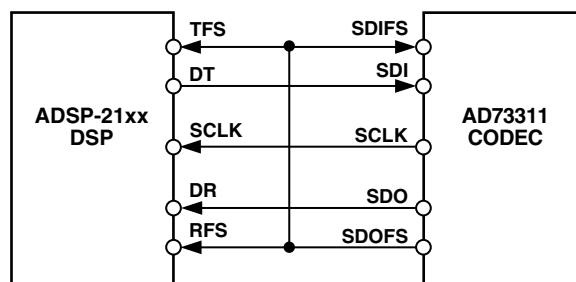 TFS SDIFS
DT SDI
ADSP-21xx
DSP
AD73311
CODEC
SCLK SCLK
DR SDO
RFS SDOFS